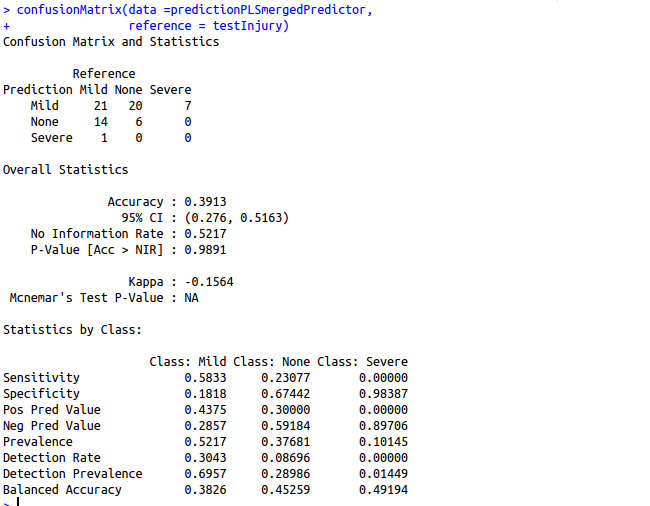 > confusionMatrix(data =predictionPLSmergedPredictor,
+                 reference = testInjury)
Confusion Matrix and Statistics

          Reference
Prediction Mild None Severe
    Mild     21   20      7
    None     14    6      0
    Severe    1    0      0

Overall Statistics

               Accuracy : 0.3913
                 95% CI : (0.276, 0.5163)
    No Information Rate : 0.5217
    P-Value [Acc > NIR] : 0.9891

                  Kappa : -0.1564
 Mcnemar's Test P-Value : NA

Statistics by Class:

                     Class: Mild Class: None Class: Severe
Sensitivity               0.5833     0.23077       0.00000
Specificity               0.1818     0.67442       0.98387
Pos Pred Value            0.4375     0.30000       0.00000
Neg Pred Value            0.2857     0.59184       0.89706
Prevalence                0.5217     0.37681       0.10145
Detection Rate            0.3043     0.08696       0.00000
Detection Prevalence      0.6957     0.28986       0.01449
Balanced Accuracy         0.3826     0.45259       0.49194
>